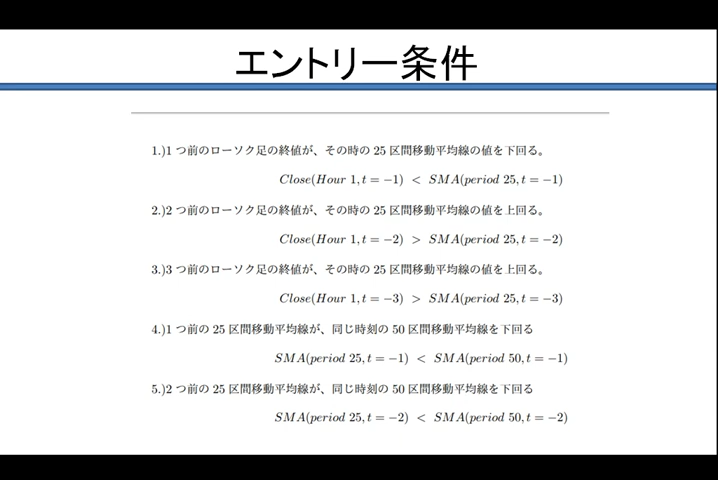 エントリー条件
1.)1 つ前のローソク足の終値が、その時の 25 区間移動平均線の値を下回る。
Close(Hour 1, t = −1) < SMA(period 25, t = −1)
2.)2 つ前のローソク足の終値が、その時の 25 区間移動平均線の値を上回る。
Close(Hour 1, t = −2) > SMA(period 25, t = −2)
3.)3 つ前のローソク足の終値が、その時の 25 区間移動平均線の値を上回る。
Close(Hour 1, t = −3) > SMA(period 25, t = −3)
4.)1 つ前の 25 区間移動平均線が、同じ時刻の 50 区間移動平均線を下回る
SMA(period 25, t = −1) < SMA(period 50, t = −1)
5.)2 つ前の 25 区間移動平均線が、同じ時刻の 50 区間移動平均線を下回る
SMA(period 25, t = −2) < SMA(period 50, t = −2)